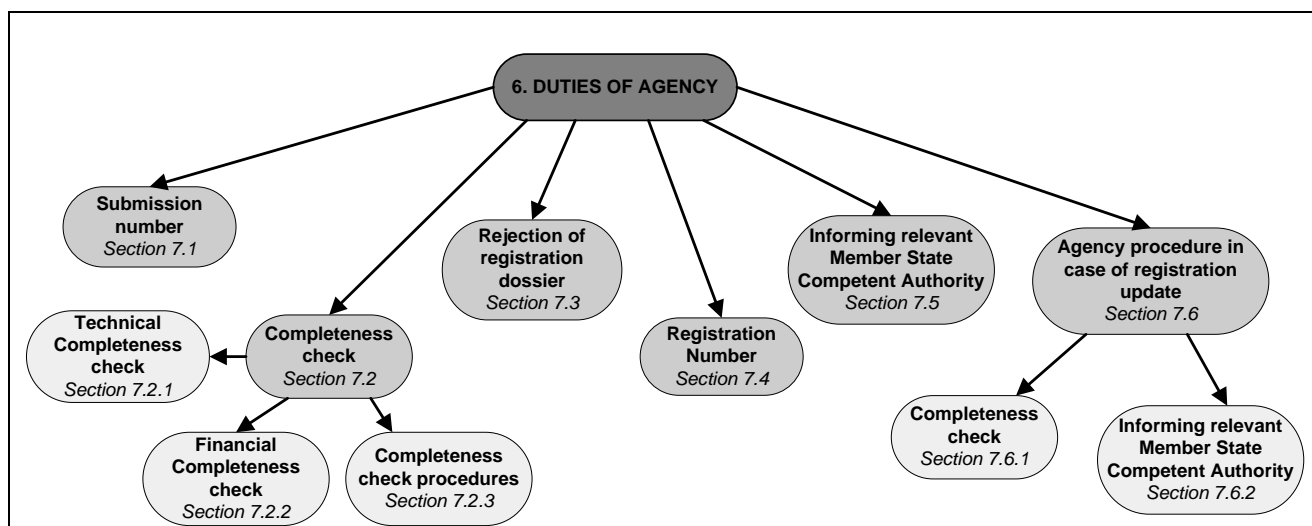 6. DUTIES OF AGENCY
Submission
number
Section 7.1
Rejection of
registration
dossier
Section 7.3
Informing relevant
Member State
Competent Authority
Section 7.5
Agency procedure in
case of registration
update
Section 7.6
Technical
Completeness
check
Section 7.2.1
Completeness
check
Section 7.2
Registration
Number
Section 7.4
Financial
Completeness
check
Section 7.2.2
Completeness
check procedures
Section 7.2.3
Completeness
check
Section 7.6.1
Informing relevant
Member State
Competent Authority
Section 7.6.2